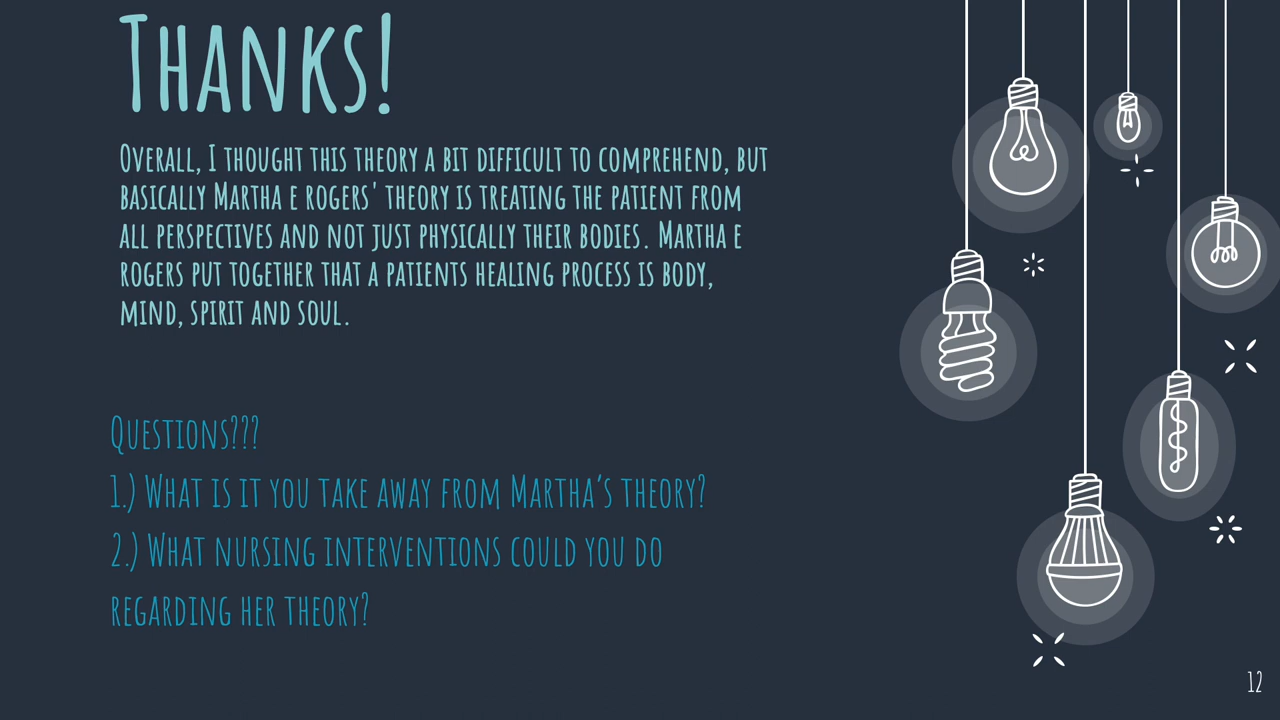 Thanks!
Overall, I thought this theory a bit difficult to comprehend, but
basically Martha e rogers' theory is treating the patient from
all perspectives and not just physically their bodies. Martha e
rogers put together that a patients healing process is body,
mind, spirit and soul.
Questions???
1.) What is it you take away from Martha’s theory?
2.) What nursing interventions could you do
regarding her theory?
12